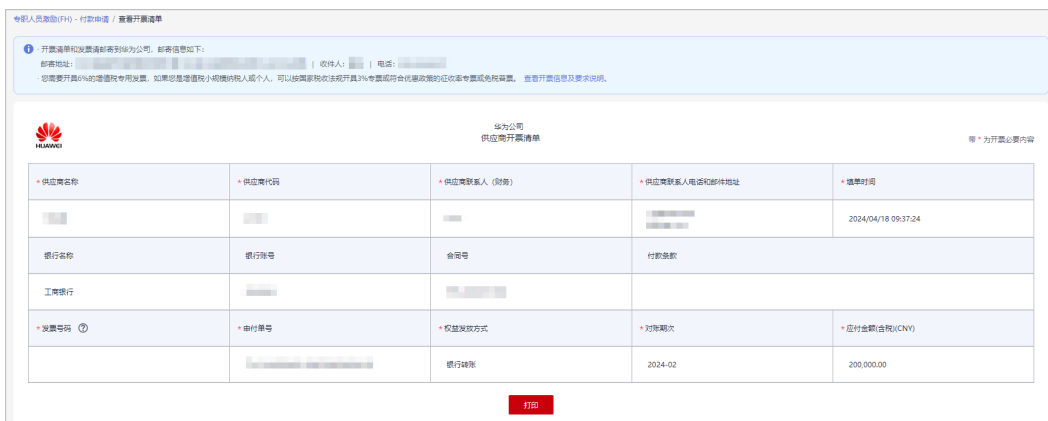 专职人员激励(FH) - 付款申请 / 查看开票清单
· 开票清单和发票请邮寄到华为公司，邮寄信息如下：
邮寄地址： | 收件人： | 电话：
· 您需要开具6%的增值税专用发票，如果您是增值税小规模纳税人或个人，可以按国家税收法规开具3%专票或符合优惠政策的征收率专票或免税普票。 查看开票信息及要求说明。
HUAWEI
华为公司
供应商开票清单
带 * 为开票必要内容
* 供应商名称 * 供应商代码 * 供应商联系人（财务） * 供应商联系人电话和邮件地址 * 填单时间
2024/04/18 09:37:24
银行名称 银行账号 合同号 付款条款
工商银行
* 发票号码 ? * 申付单号 * 权益发放方式 * 对账期次 * 应付金额(含税)(CNY)
银行转账 2024-02 200,000.00
打印